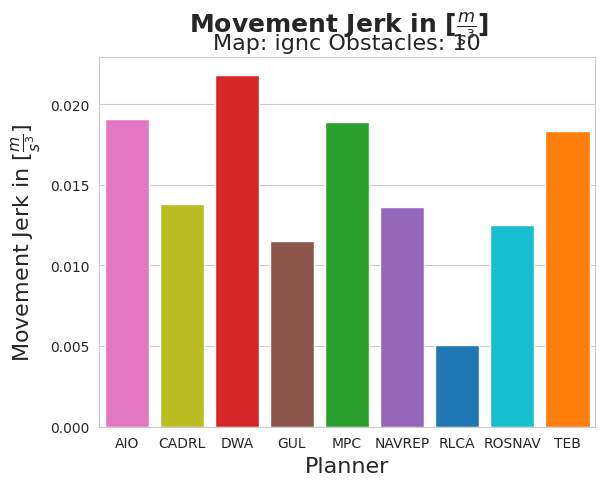 Movement Jerk in [m/s³]
Map: ignc Obstacles: 10
Movement Jerk in [m/s³]
0.020
0.015
0.010
0.005
0.000
AIO CADRL DWA GUL MPC NAVREP RLCA ROSNAV TEB
Planner